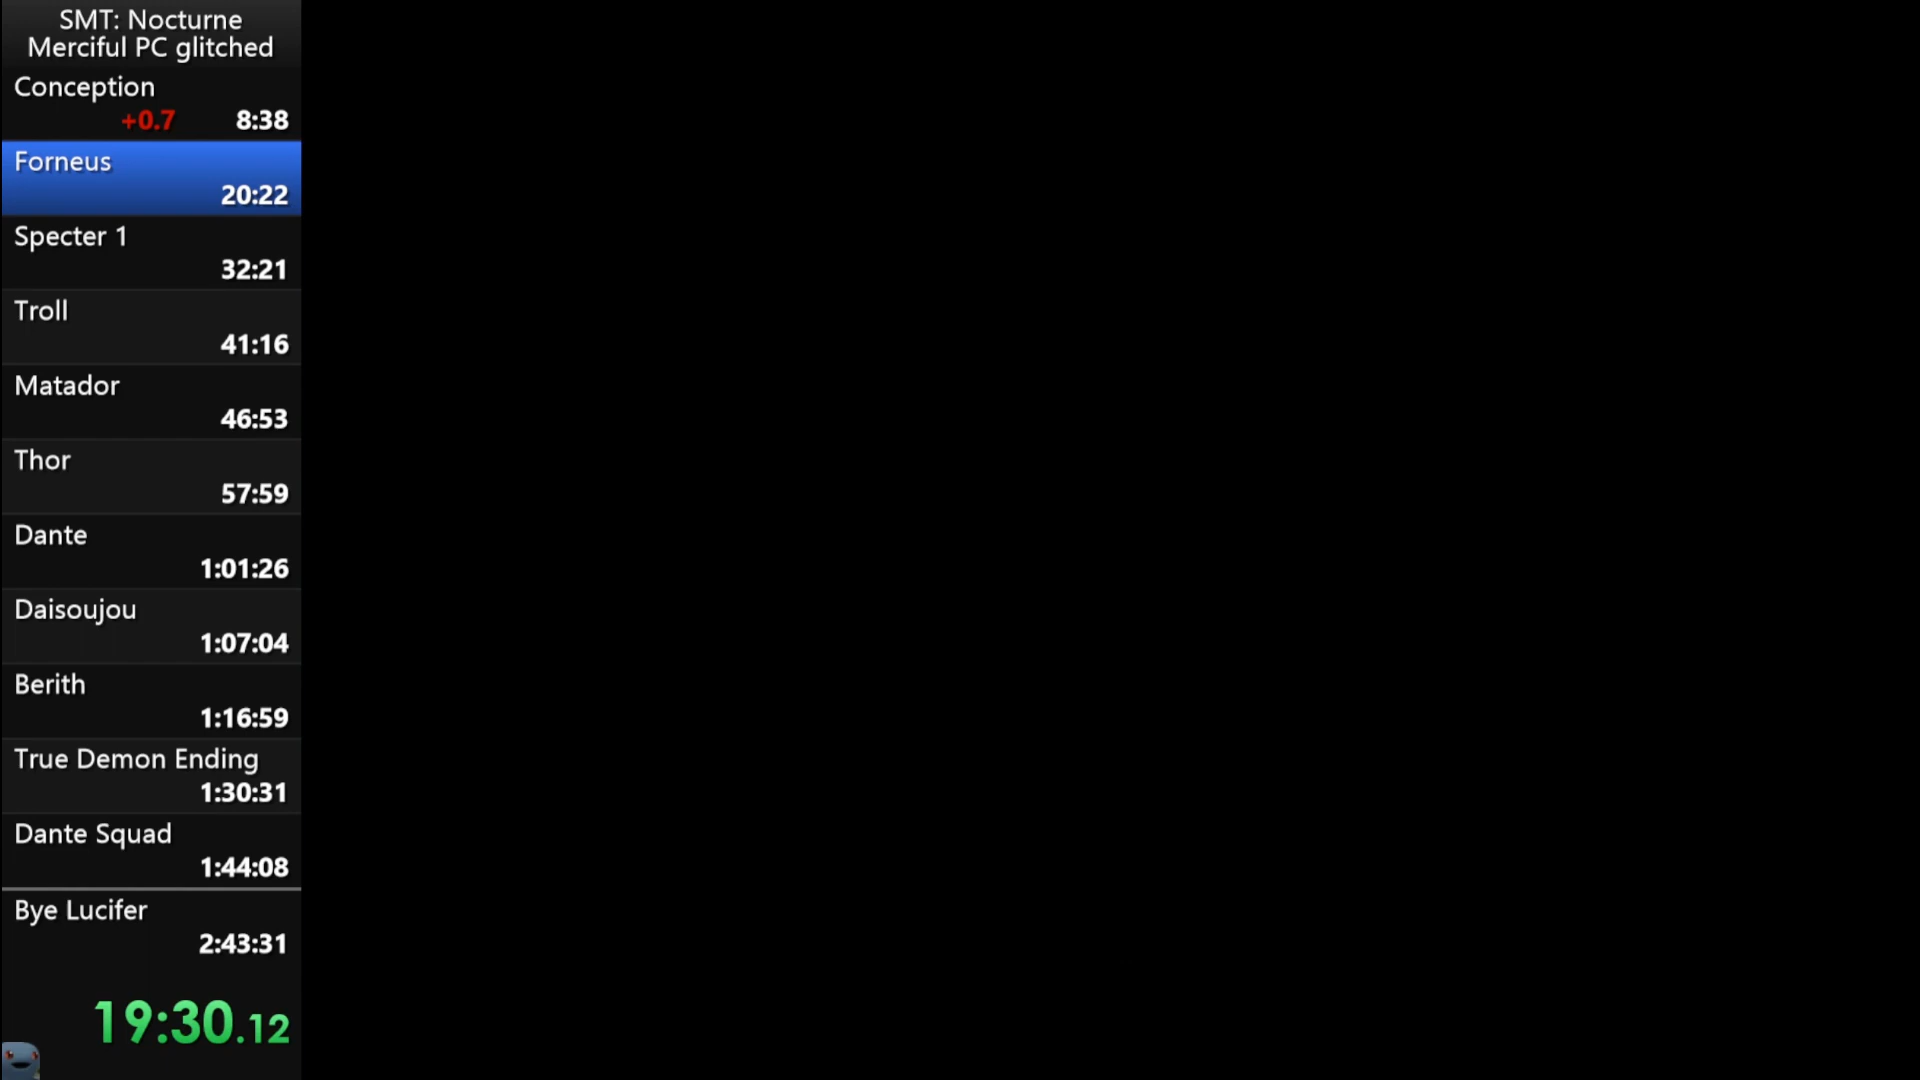 SMT: Nocturne
Merciful PC glitched
Conception
+0.7 8:38
Forneus
20:22
Specter 1
32:21
Troll
41:16
Matador
46:53
Thor
57:59
Dante
1:01:26
Daisoujou
1:07:04
Berith
1:16:59
True Demon Ending
1:30:31
Dante Squad
1:44:08
Bye Lucifer
2:43:31
19:30.12